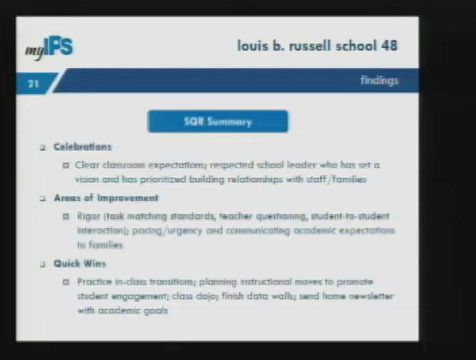 myIPS
louis b. russell school 48
21
findings
SQR Summary
Celebrations
Clear classroom expectations; respected school leader who has set a
vision and has prioritized building relationships with staff/families
Areas of Improvement
Rigor (task matching standards, teacher questioning, student-to-student
interaction); pacing/urgency and communicating academic expectations
to families
Quick Wins
Practice in-class transitions; planning instructional moves to promote
student engagement; class dojo; finish data walls; send home newsletter
with academic goals